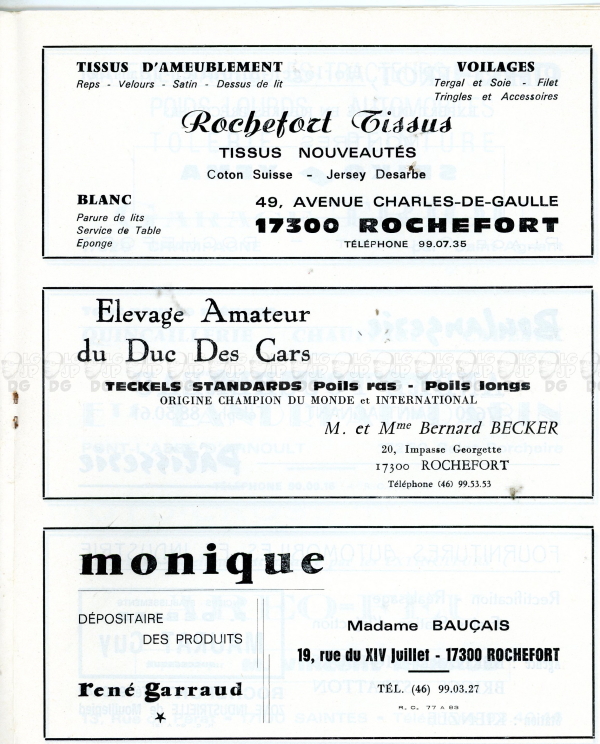 TISSUS D'AMEUBLEMENT
Reps - Velours - Satin - Dessus de lit
VOILAGES
Tergal et Soie - Filet
Tringles et Accessoires
Rochefort Tissus
TISSUS NOUVEAUTÉS
Coton Suisse - Jersey Desarbe
BLANC
Parure de lits
Service de Table
Eponge
49, AVENUE CHARLES-DE-GAULLE
17300 ROCHEFORT
TÉLÉPHONE 99.07.35
Elevage Amateur
du Duc Des Cars
TECKELS STANDARDS Poils ras - Poils longs
ORIGINE CHAMPION DU MONDE et INTERNATIONAL
M. et Mme Bernard BECKER
20, Impasse Georgette
17300 ROCHEFORT
Téléphone (46) 99.53.53
monique
DÉPOSITAIRE
DES PRODUITS
rené garraud
Madame BAUÇAIS
19, rue du XIV Juillet - 17300 ROCHEFORT
TÉL. (46) 99.03.27
R. C. 77 A 83